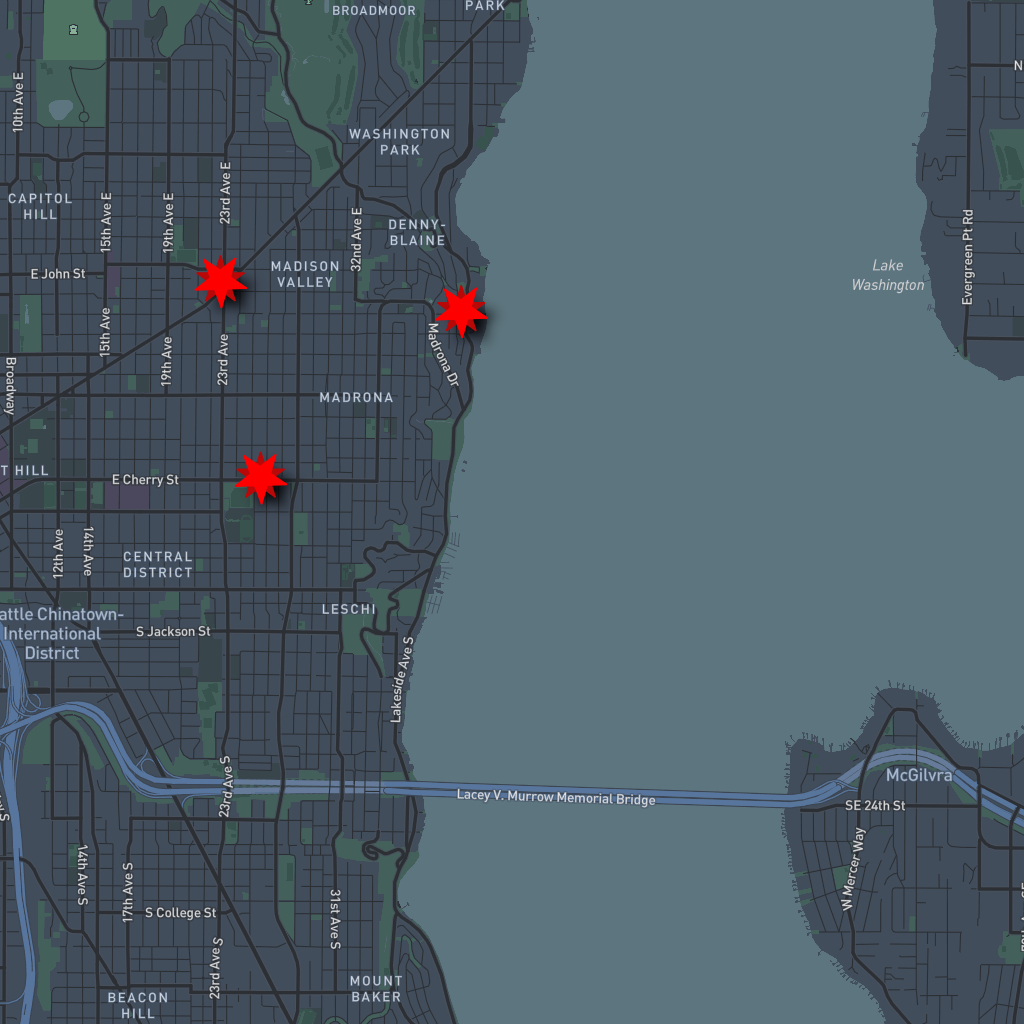 BROADMOOR
PARK
10th Ave E
WASHINGTON
PARK
CAPITOL
HILL
15th Ave E
19th Ave E
23rd Ave E
32nd Ave E
DENNY-
BLAINE
E John St
MADISON
VALLEY
Lake
Washington
Evergreen Pt Rd
N
15th Ave
19th Ave
23rd Ave
Madrona Dr
Broadway
MADRONA
T HILL
E Cherry St
12th Ave
14th Ave
CENTRAL
DISTRICT
LESCHI
attle Chinatown-
International
District
S Jackson St
Lakeside Ave S
23rd Ave S
Lacey V. Murrow Memorial Bridge
McGilvra
SE 24th St
W Mercer Way
14th Ave S
17th Ave S
31st Ave S
S College St
23rd Ave S
MOUNT
BAKER
BEACON
HILL